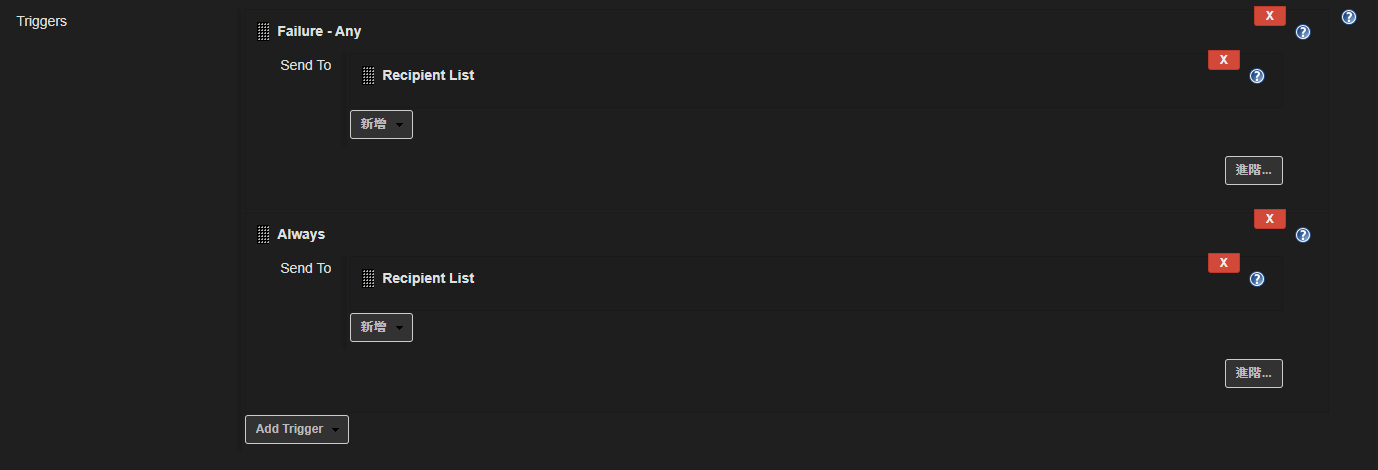 Triggers
X
Failure - Any
?
?
Send To
X
Recipient List
?
新增
進階...
X
Always
?
Send To
X
Recipient List
?
新增
進階...
Add Trigger